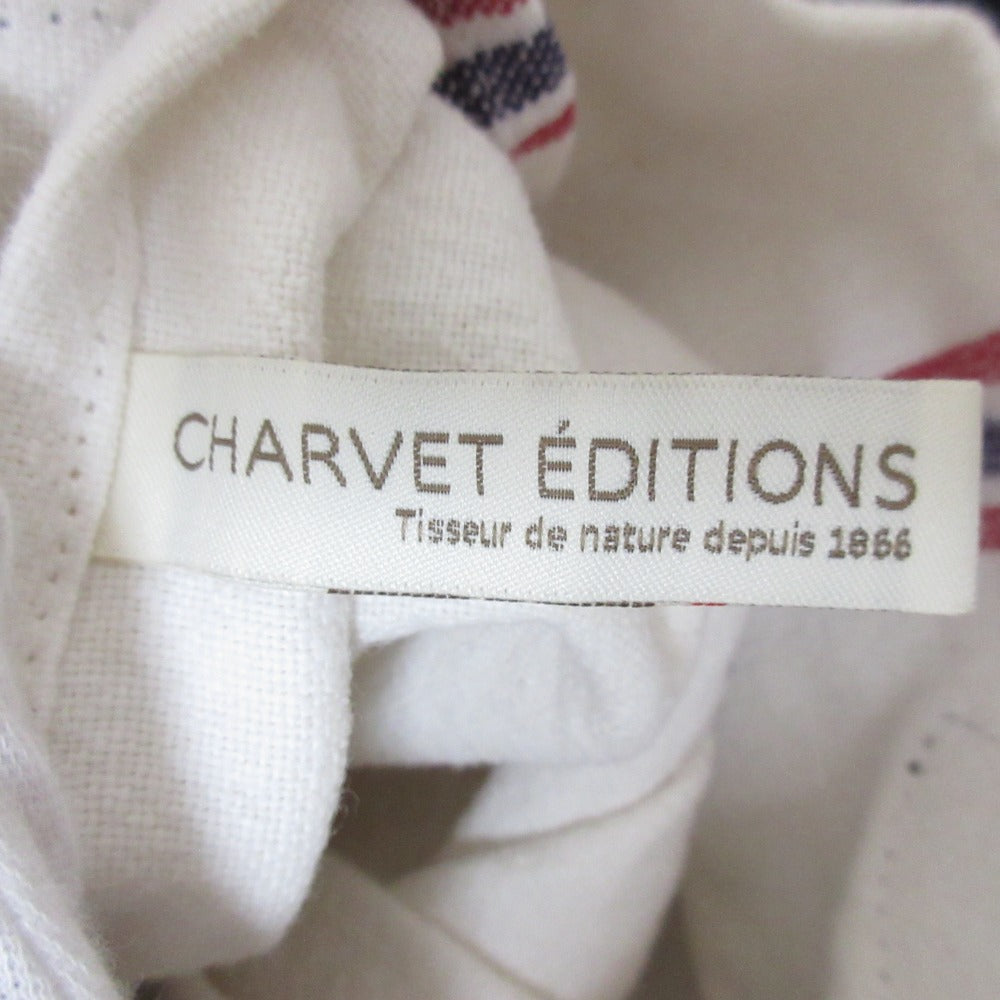 CHARVET ÉDITIONS
Tisseur de nature depuis 1866